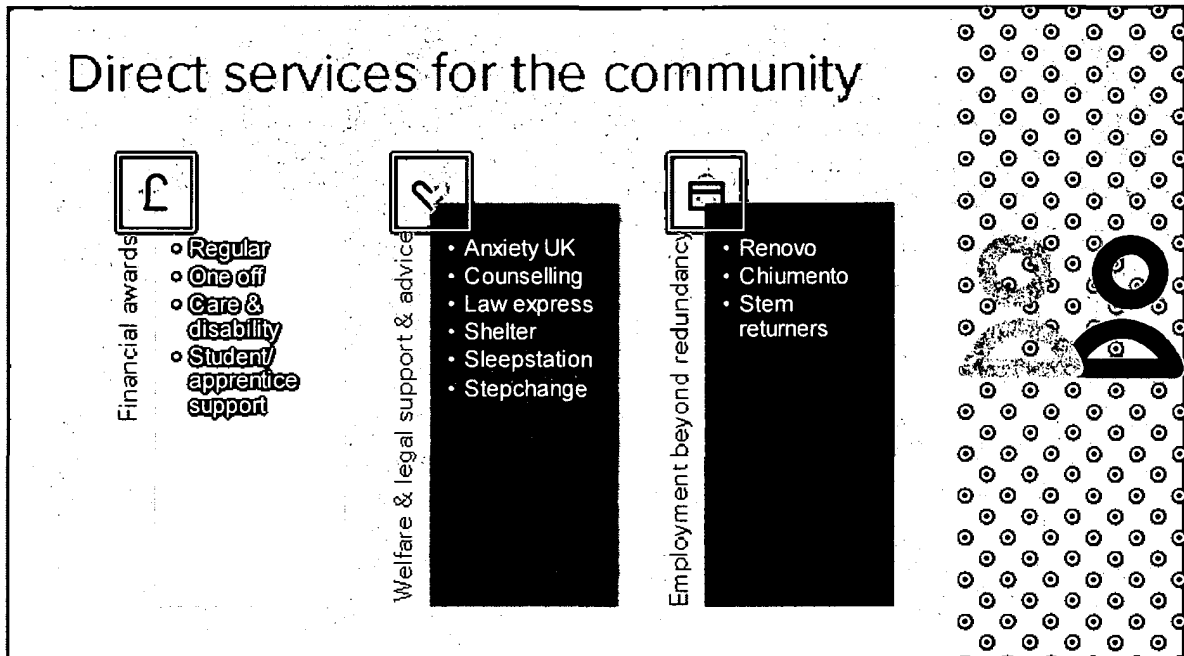 Direct services for the community
£
Financial awards
Regular
One off
Care &
disability
Student/
apprentice
support
Welfare & legal support & advice
• Anxiety UK
• Counselling
• Law express
• Shelter
• Sleepstation
• Stepchange
Employment beyond redundancy
• Renovo
• Chiumento
• Stem
returners